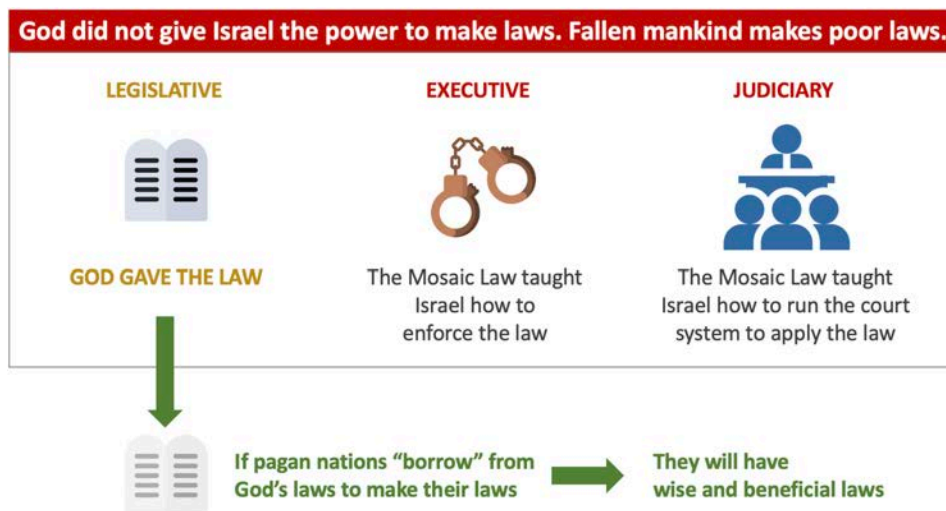 God did not give Israel the power to make laws. Fallen mankind makes poor laws.
LEGISLATIVE
GOD GAVE THE LAW
EXECUTIVE
The Mosaic Law taught
Israel how to
enforce the law
JUDICIARY
The Mosaic Law taught
Israel how to run the court
system to apply the law
If pagan nations “borrow” from
God’s laws to make their laws
They will have
wise and beneficial laws